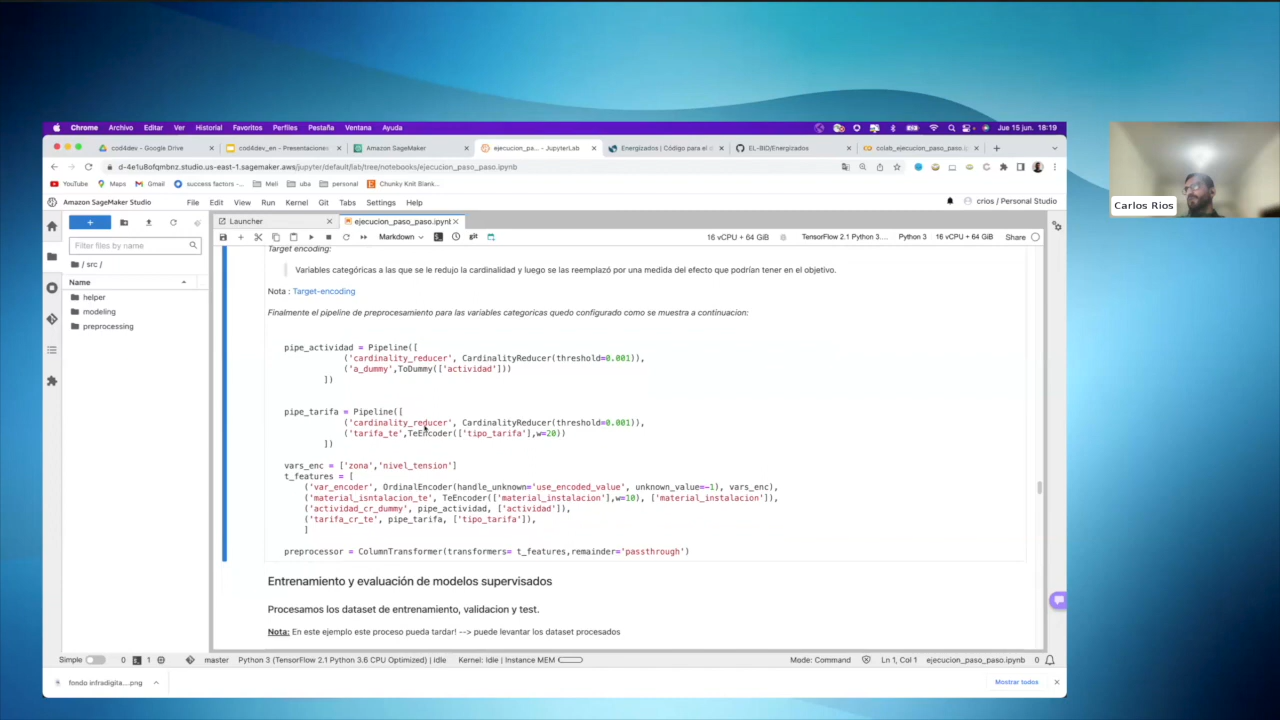 Chrome Archivo Editar Ver Historial Favoritos Perfiles Pestaña Ventana Ayuda Jue 15 jun. 18:19
cod4dev - Google Drive cod4dev_en - Presentaciones Amazon SageMaker ejecucion_pa... - JupyterLab Energizados | Código para el d EL-BID/Energizados colab_ejecucion_paso_paso.i
d-4e1u8ofqmbnz.studio.us-east-1.sagemaker.aws/jupyter/default/lab/tree/notebooks/ejecucion_paso_paso.ipynb
YouTube Maps Gmail success factors -... Meli uba personal Chunky Knit Blank...
Amazon SageMaker Studio File Edit View Run Kernel Git Tabs Settings Help crios / Personal Studio
Launcher ejecucion_paso_paso.ipynb
Markdown 16 vCPU + 64 GiB TensorFlow 2.1 Python 3.... Python 3 16 vCPU + 64 GiB Share
Filter files by name
/ src /
Name
helper
modeling
preprocessing
Target encoding:
Variables categóricas a las que se le redujo la cardinalidad y luego se las reemplazó por una medida del efecto que podrían tener en el objetivo.
Nota : Target-encoding
Finalmente el pipeline de preprocesamiento para las variables categoricas quedo configurado como se muestra a continuacion:
pipe_actividad = Pipeline([
('cardinality_reducer', CardinalityReducer(threshold=0.001)),
('a_dummy',ToDummy(['actividad']))
])
pipe_tarifa = Pipeline([
('cardinality_reducer', CardinalityReducer(threshold=0.001)),
('tarifa_te',TeEncoder(['tipo_tarifa'],w=20))
])
vars_enc = ['zona','nivel_tension']
t_features = [
('var_encoder', OrdinalEncoder(handle_unknown='use_encoded_value', unknown_value=-1), vars_enc),
('material_isntalacion_te', TeEncoder(['material_instalacion'],w=10), ['material_instalacion']),
('actividad_cr_dummy', pipe_actividad, ['actividad']),
('tarifa_cr_te', pipe_tarifa, ['tipo_tarifa']),
]
preprocessor = ColumnTransformer(transformers= t_features,remainder='passthrough')
Entrenamiento y evaluación de modelos supervisados
Procesamos los dataset de entrenamiento, validacion y test.
Nota: En este ejemplo este proceso pueda tardar! --> puede levantar los dataset procesados
Simple 0 1 master Python 3 (TensorFlow 2.1 Python 3.6 CPU Optimized) | Idle Kernel: Idle | Instance MEM Mode: Command Ln 1, Col 1 ejecucion_paso_paso.ipynb 0
fondo infradigita....png Mostrar todos
Carlos Rios